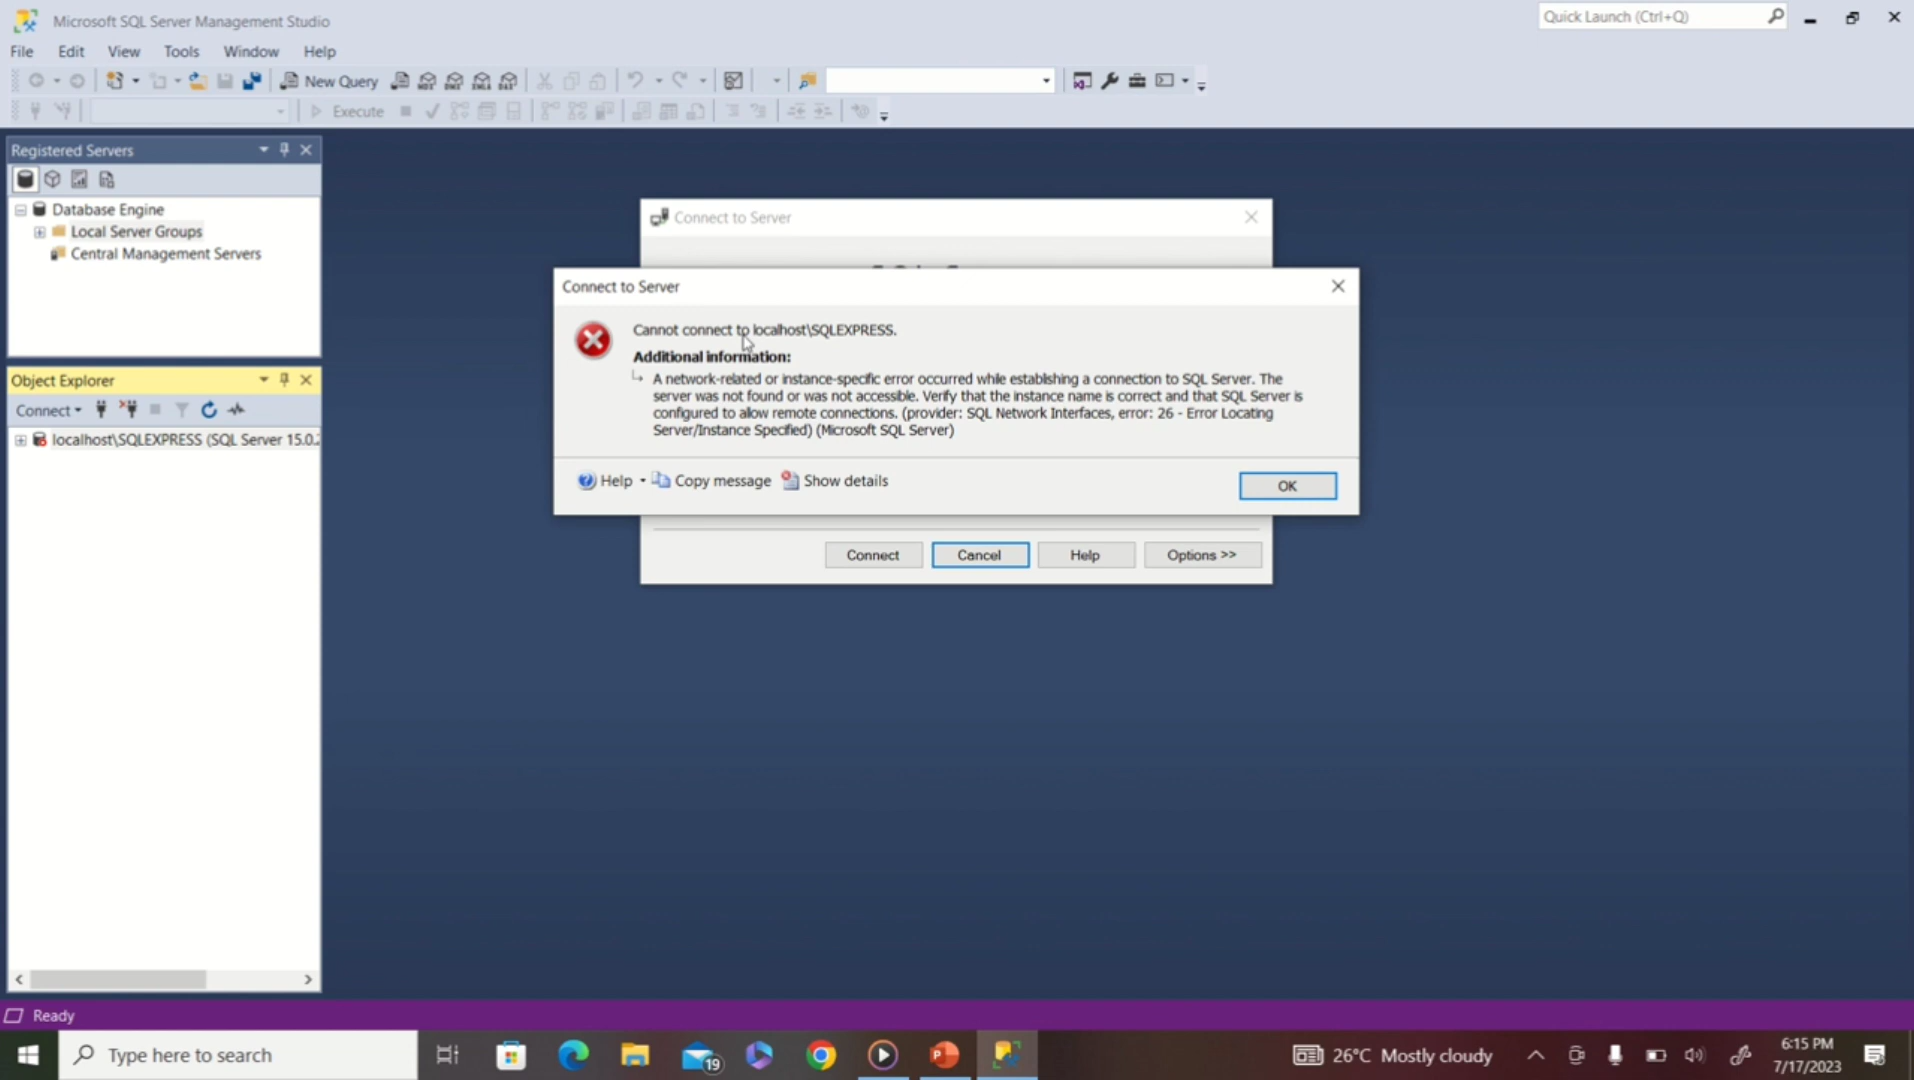 Microsoft SQL Server Management Studio
Quick Launch (Ctrl+Q)
File Edit View Tools Window Help
New Query
Execute
Registered Servers
Database Engine
Local Server Groups
Central Management Servers
Object Explorer
Connect
localhost\SQLEXPRESS (SQL Server 15.0.
Connect to Server
Connect to Server
Cannot connect to localhost\SQLEXPRESS.
Additional information:
A network-related or instance-specific error occurred while establishing a connection to SQL Server. The
server was not found or was not accessible. Verify that the instance name is correct and that SQL Server is
configured to allow remote connections. (provider: SQL Network Interfaces, error: 26 - Error Locating
Server/Instance Specified) (Microsoft SQL Server)
Help Copy message Show details OK
Connect Cancel Help Options >>
Ready
Type here to search
19
26°C Mostly cloudy
6:15 PM
7/17/2023